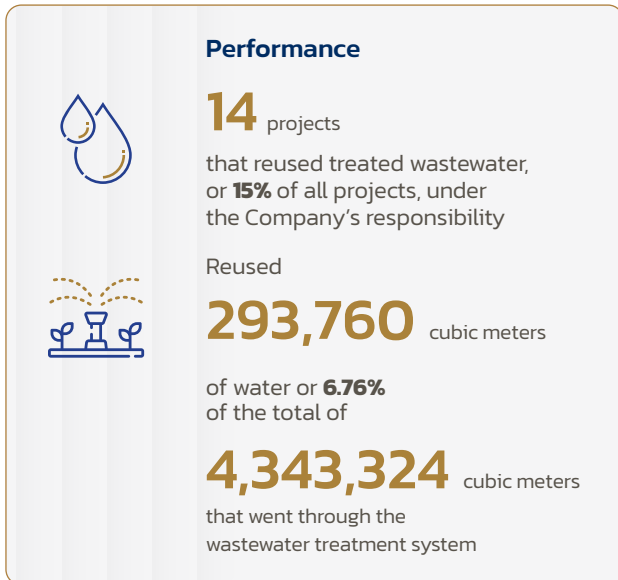 Performance
14 projects
that reused treated wastewater,
or 15% of all projects, under
the Company’s responsibility
Reused
293,760 cubic meters
of water or 6.76%
of the total of
4,343,324 cubic meters
that went through the
wastewater treatment system